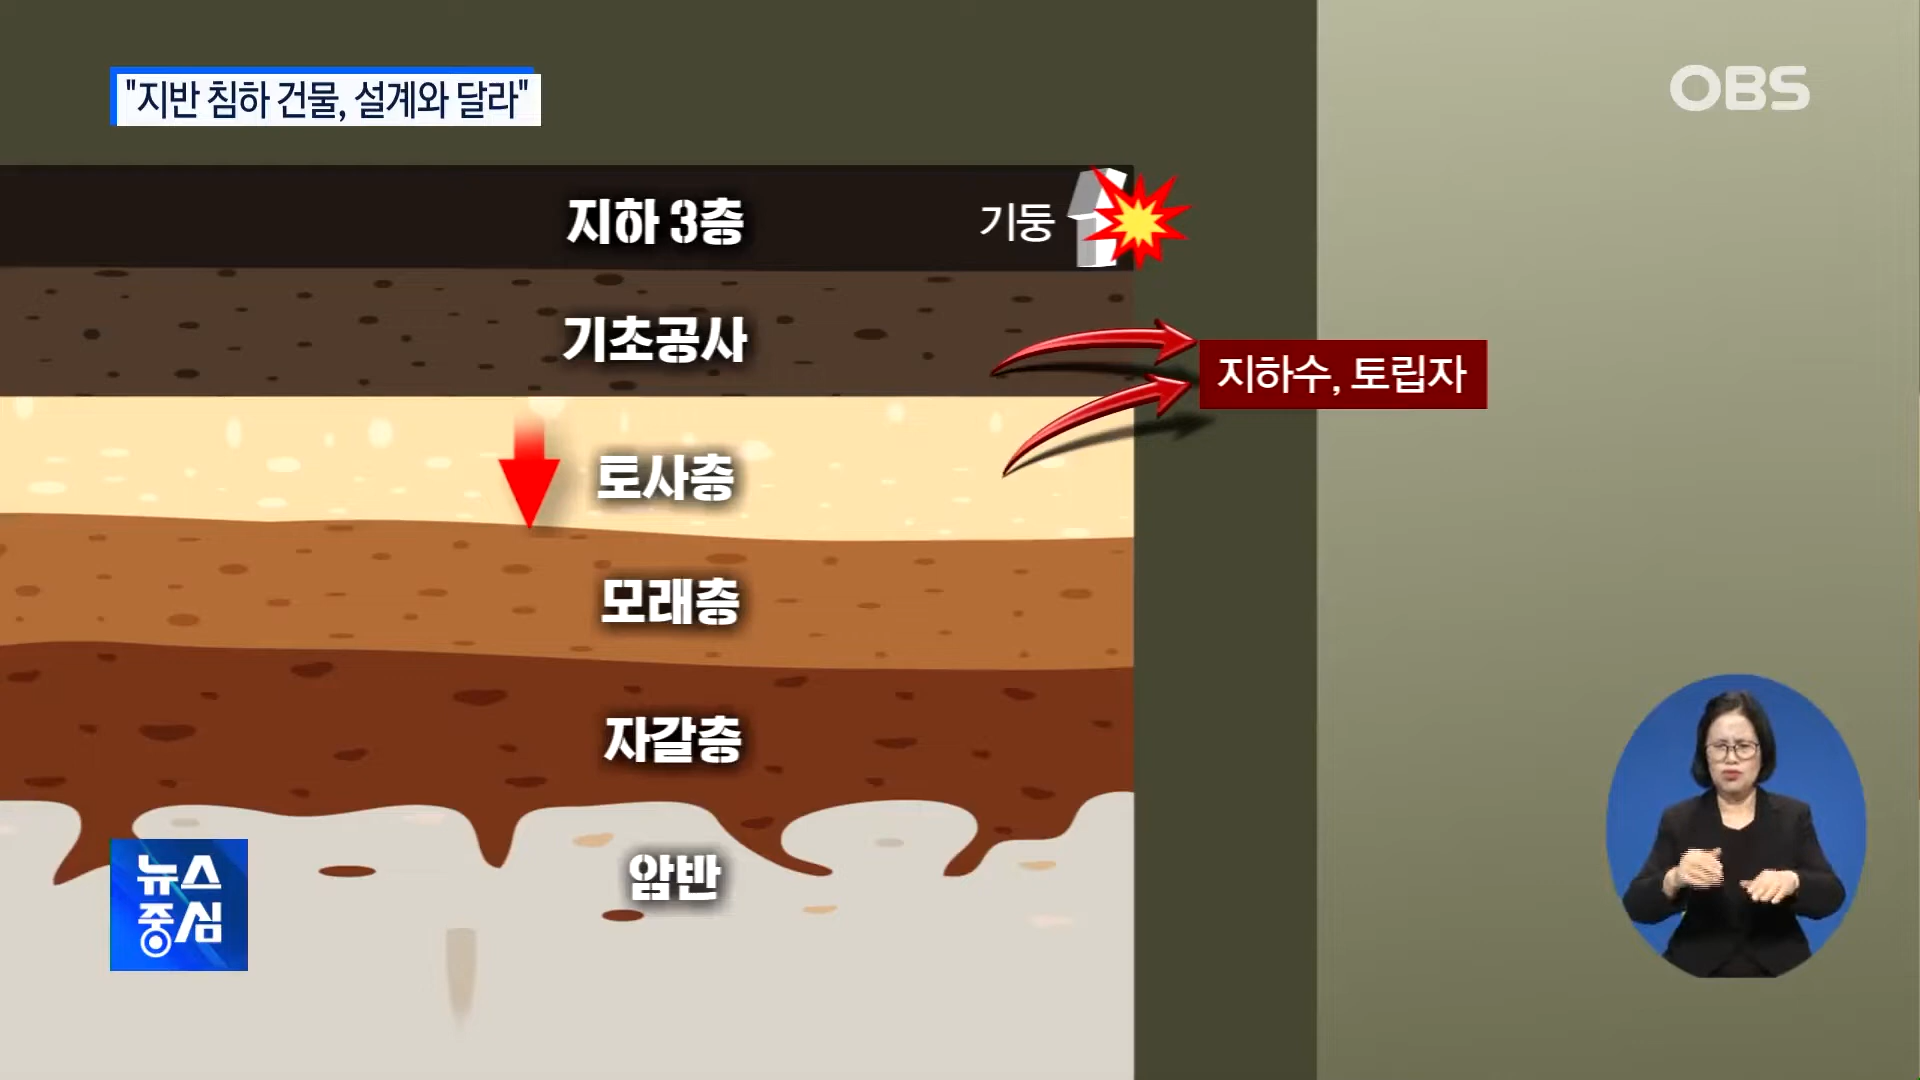 "지반 침하 건물, 설계와 달라"
OBS
지하 3층
기둥
기초공사
지하수, 토립자
토사층
모래층
자갈층
암반
뉴스
중심